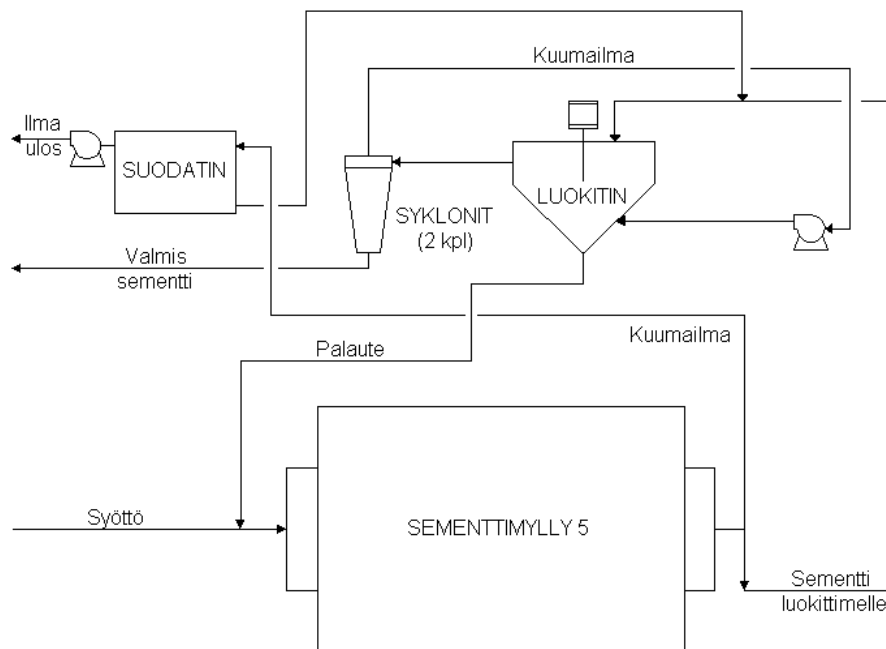 Kuumailma
Ilma
ulos
SUODATIN
LUOKITIN
SYKLONIT
(2 kpl)
Valmis
sementti
Kuumailma
Palaute
Syöttö
SEMENTTIMYLLY 5
Sementti
luokittimelle